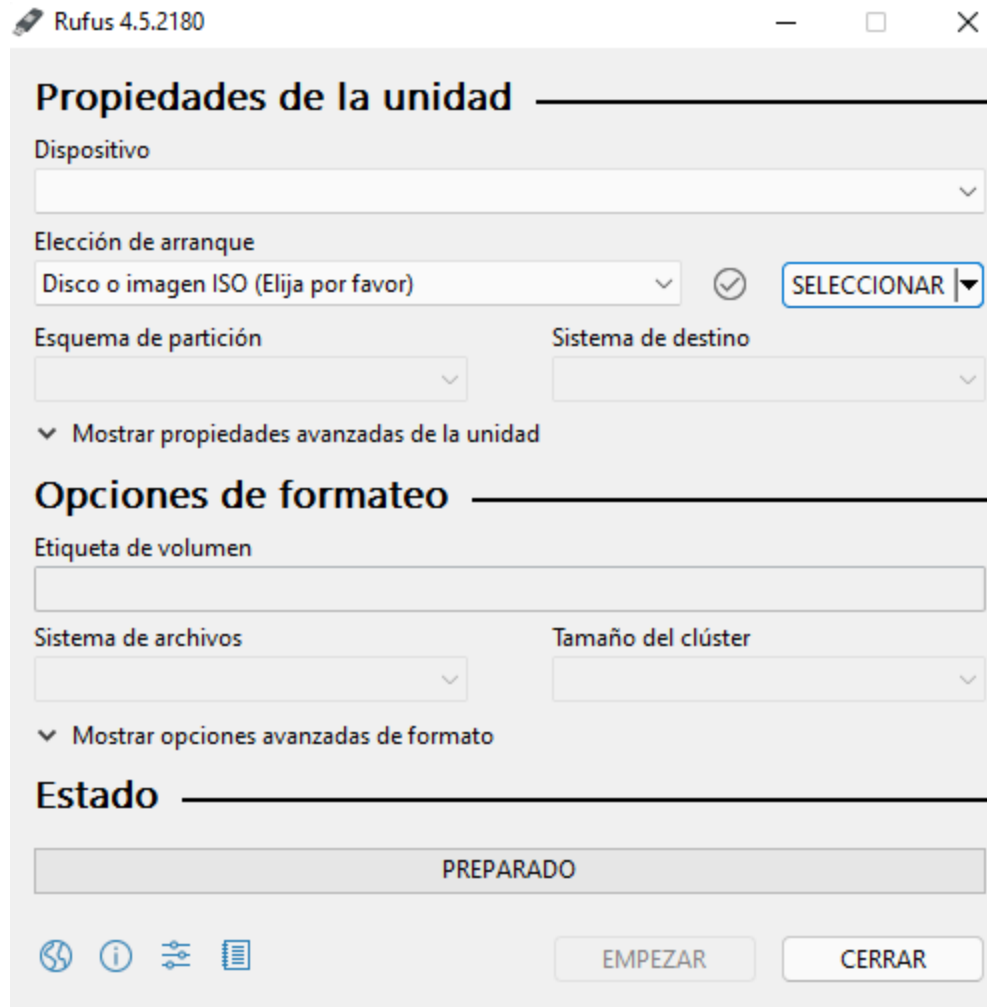 Rufus 4.5.2180
Propiedades de la unidad
Dispositivo
Elección de arranque
Disco o imagen ISO (Elija por favor)
SELECCIONAR
Esquema de partición
Sistema de destino
Mostrar propiedades avanzadas de la unidad
Opciones de formateo
Etiqueta de volumen
Sistema de archivos
Tamaño del clúster
Mostrar opciones avanzadas de formato
Estado
PREPARADO
EMPEZAR
CERRAR